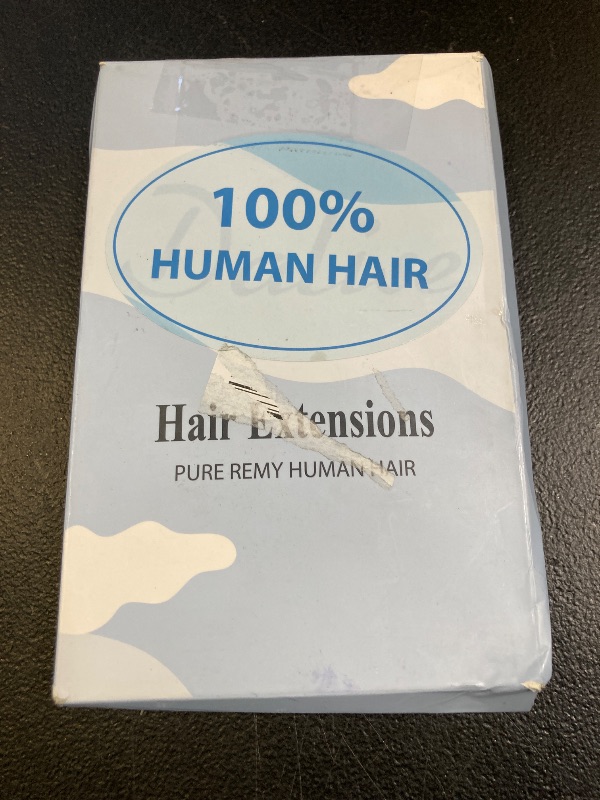 100%
HUMAN HAIR
Hair Extensions
PURE REMY HUMAN HAIR